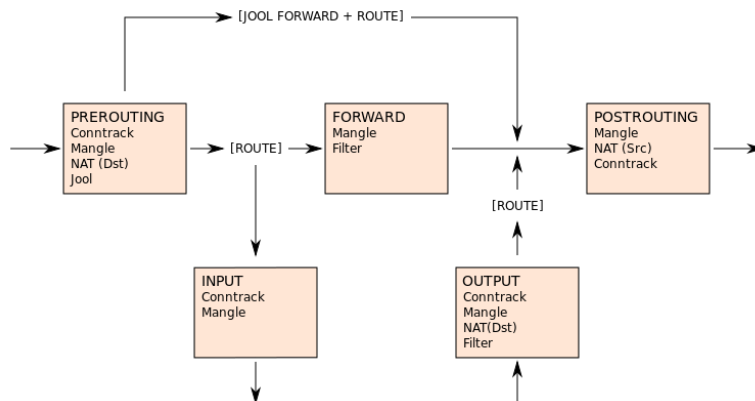 [JOOL FORWARD + ROUTE]
PREROUTING
Conntrack
Mangle
NAT (Dst)
Jool
[ROUTE]
FORWARD
Mangle
Filter
POSTROUTING
Mangle
NAT (Src)
Conntrack
[ROUTE]
INPUT
Conntrack
Mangle
OUTPUT
Conntrack
Mangle
NAT(Dst)
Filter